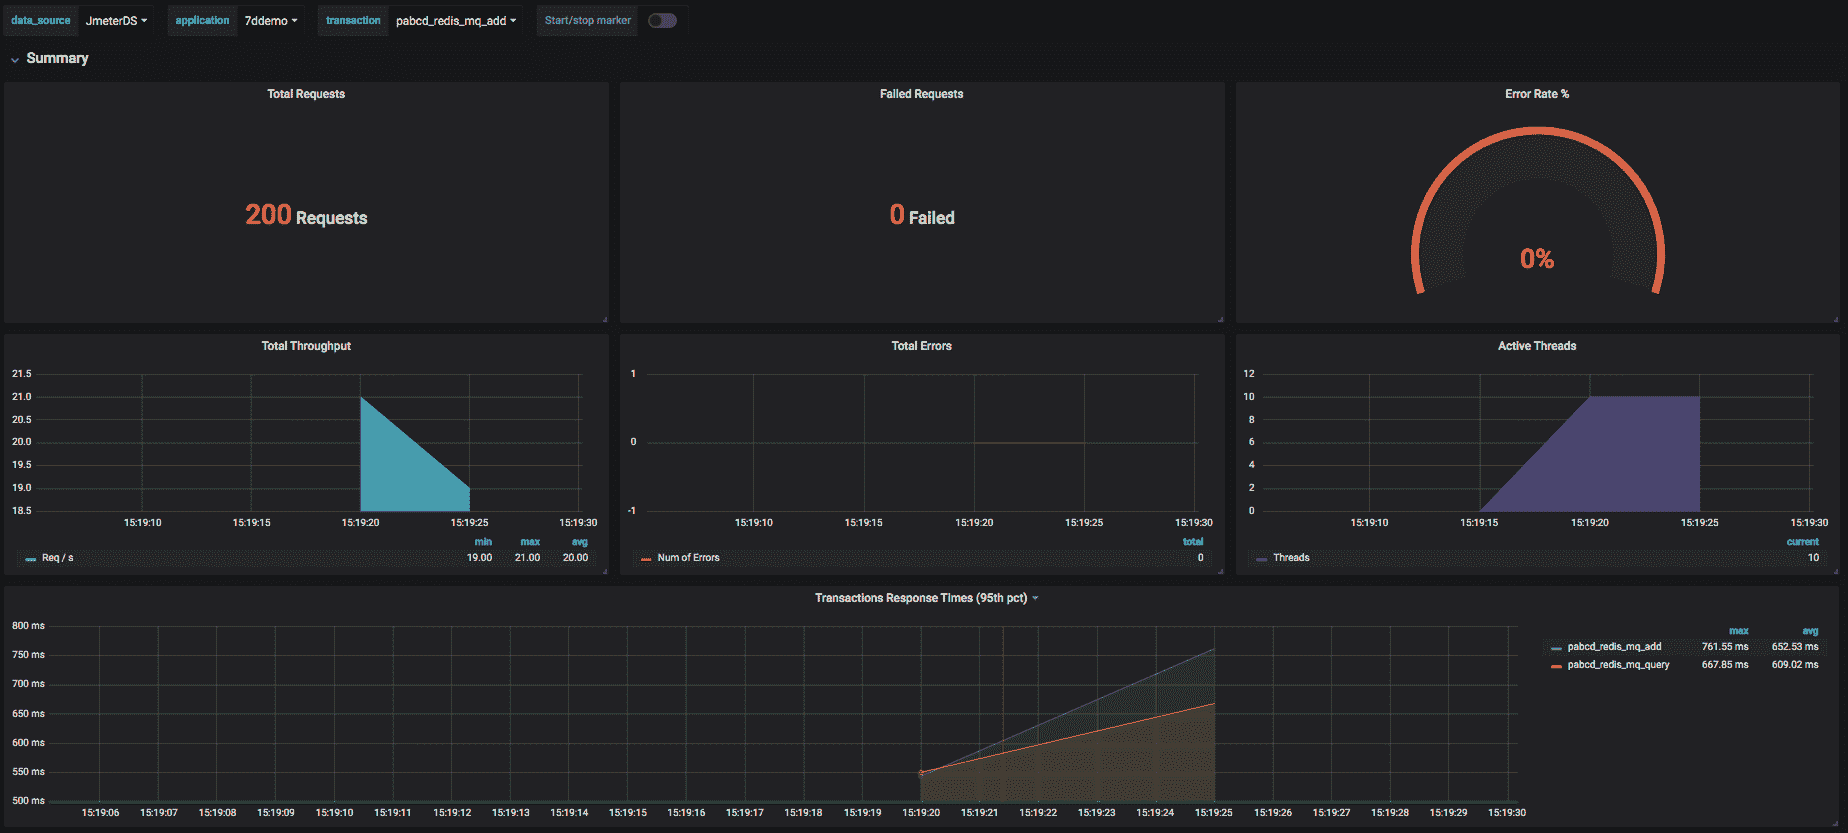 data_source JmeterDS application 7ddemo transaction pabcd_redis_mq_add Start/stop marker
Summary
Total Requests
200 Requests
Failed Requests
0 Failed
Error Rate %
0%
Total Throughput
21.5
21.0
20.5
20.0
19.5
19.0
18.5
15:19:10 15:19:15 15:19:20 15:19:25 15:19:30
min max avg
Req / s 19.00 21.00 20.00
Total Errors
1
0
-1
15:19:10 15:19:15 15:19:20 15:19:25 15:19:30
total
Num of Errors 0
Active Threads
12
10
8
6
4
2
0
15:19:10 15:19:15 15:19:20 15:19:25 15:19:30
current
Threads 10
Transactions Response Times (95th pct)
800 ms
750 ms
700 ms
650 ms
600 ms
550 ms
500 ms
15:19:06 15:19:07 15:19:08 15:19:09 15:19:10 15:19:11 15:19:12 15:19:13 15:19:14 15:19:15 15:19:16 15:19:17 15:19:18 15:19:19 15:19:20 15:19:21 15:19:22 15:19:23 15:19:24 15:19:25 15:19:26 15:19:27 15:19:28 15:19:29 15:19:30
max avg
pabcd_redis_mq_add 761.55 ms 652.53 ms
pabcd_redis_mq_query 667.85 ms 609.02 ms